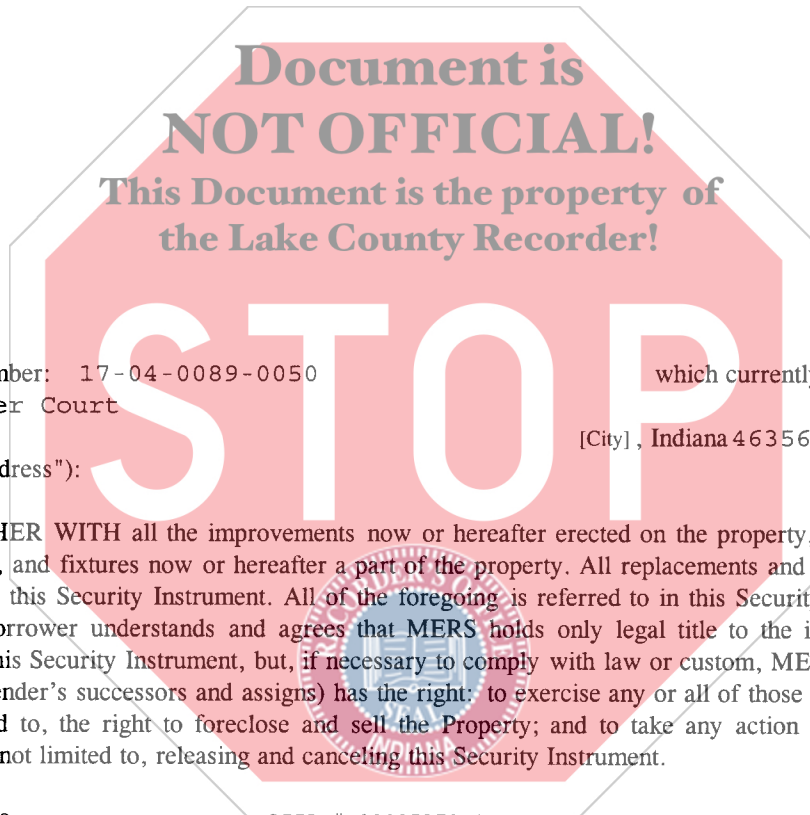 Document is
NOT OFFICIAL!
This Document is the property of
the Lake County Recorder!
STOP
nber: 17-04-0089-0050 which currently
er Court
[City] , Indiana 46356
dress"):
HER WITH all the improvements now or hereafter erected on the property,
, and fixtures now or hereafter a part of the property. All replacements and
this Security Instrument. All of the foregoing is referred to in this Securit
orrower understands and agrees that MERS holds only legal title to the i
his Security Instrument, but, if necessary to comply with law or custom, ME
ender's successors and assigns) has the right: to exercise any or all of those
d to, the right to foreclose and sell the Property; and to take any action
not limited to, releasing and canceling this Security Instrument.
RECORDER'S OFFICE
SEAL
INDIANA